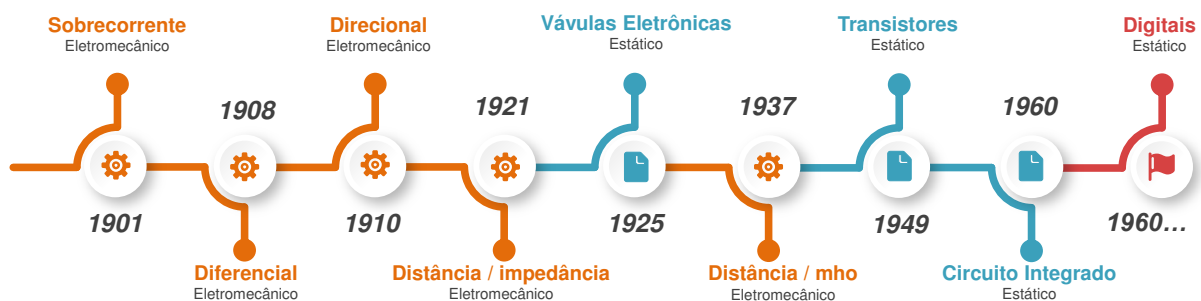 Sobrecorrente
Eletromecânico
1901
1908
Diferencial
Eletromecânico
Direcional
Eletromecânico
1910
1921
Distância / impedância
Eletromecânico
Vávulas Eletrônicas
Estático
1925
1937
Distância / mho
Eletromecânico
Transistores
Estático
1949
1960
Circuito Integrado
Estático
Digitais
Estático
1960...